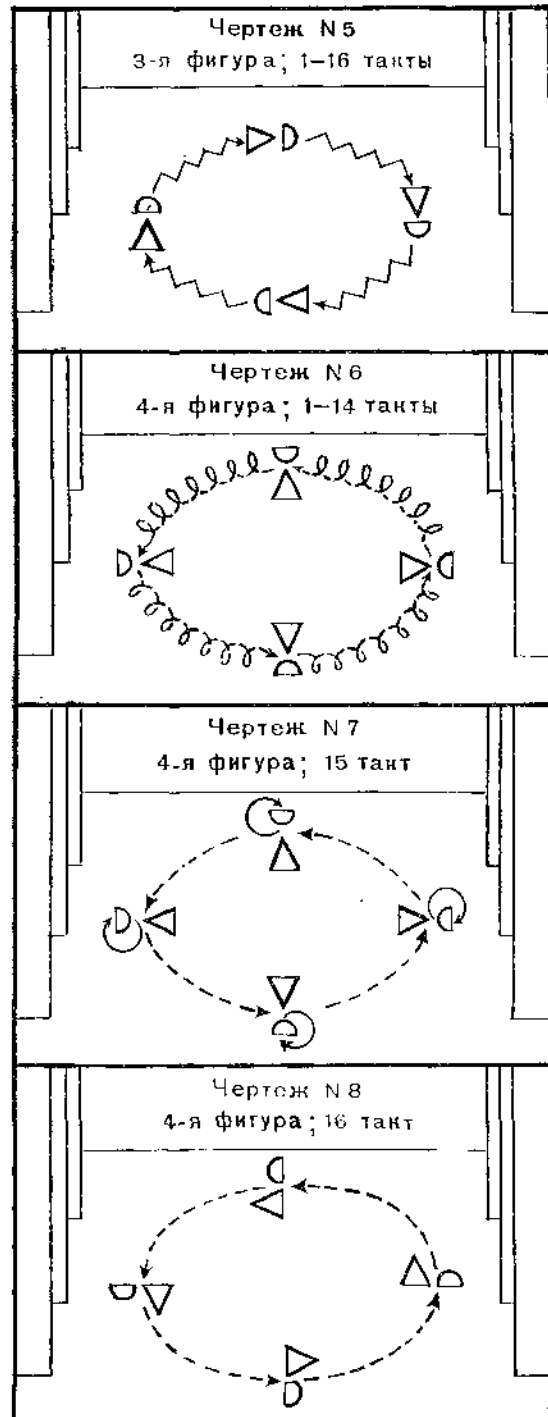 Чертеж N 5
3-я фигура; 1–16 такты
Чертеж N 6
4-я фигура; 1–14 такты
Чертеж N 7
4-я фигура; 15 такт
Чертеж N 8
4-я фигура; 16 такт